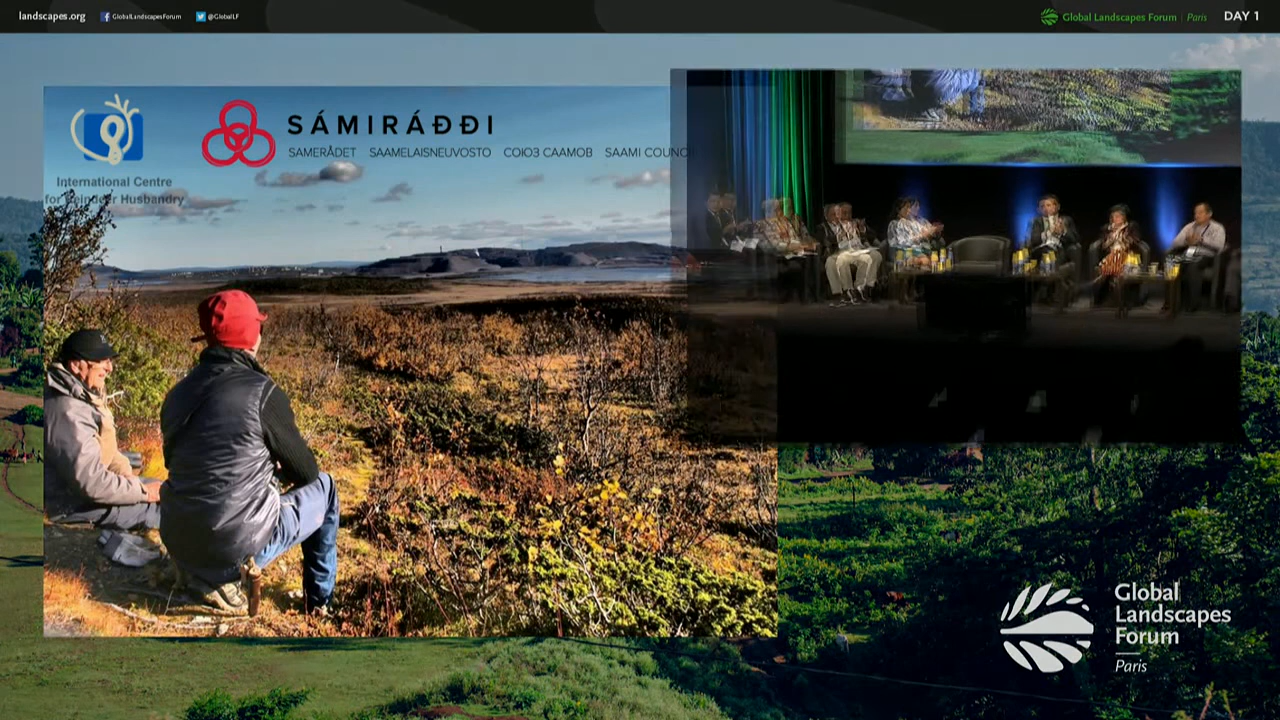 landscapes.org
GlobalLandscapesForum
@GlobalLF
Global Landscapes Forum | Paris
DAY 1
International Centre
for Reindeer Husbandry
SÁMIRÁĐĐI
SAMERÅDET SAAMELAISNEUVOSTO СОЮЗ СААМОВ SAAMI COUNC
Global
Landscapes
Forum
Paris